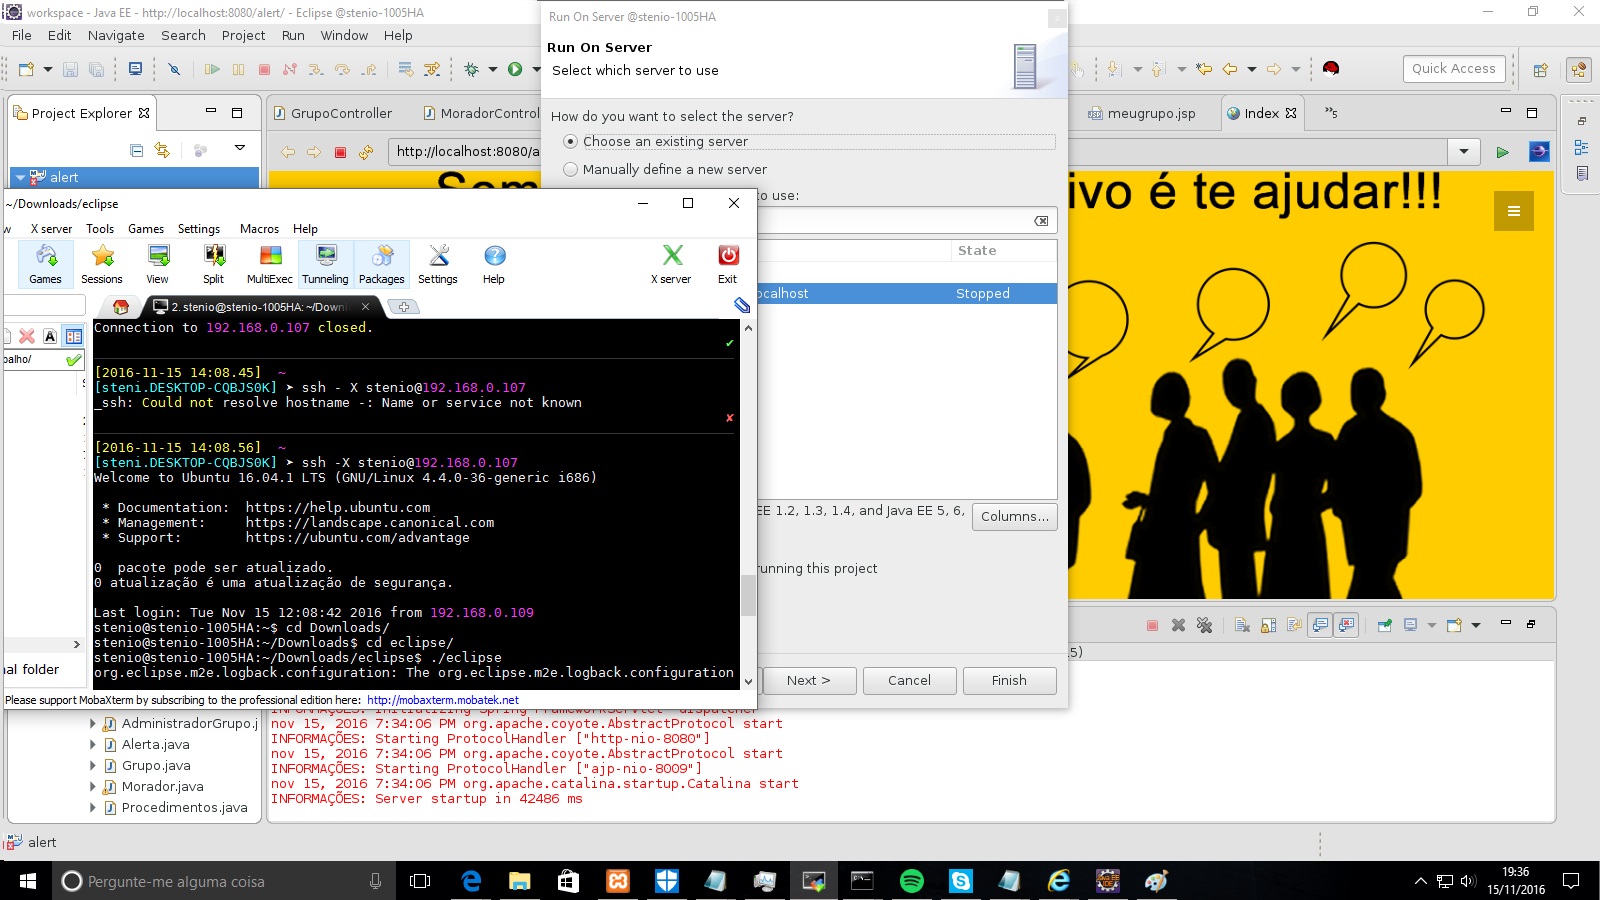 workspace - Java EE - http://localhost:8080/alert/ - Eclipse @stenio-1005HA
File Edit Navigate Search Project Run Window Help
Quick Access
Project Explorer
GrupoController
MoradorControl
meugrupo.jsp
Index
»5
http://localhost:8080/a
alert
ivo é te ajudar!!!
Run On Server @stenio-1005HA
Run On Server
Select which server to use
How do you want to select the server?
Choose an existing server
Manually define a new server
o use:
State
ocalhost
Stopped
EE 1.2, 1.3, 1.4, and Java EE 5, 6,
Columns...
running this project
Next >
Cancel
Finish
~/Downloads/eclipse
w X server Tools Games Settings Macros Help
Games Sessions View Split MultiExec Tunneling Packages Settings Help X server Exit
2. stenio@stenio-1005HA: ~/Down
balho/
Connection to 192.168.0.107 closed.
[2016-11-15 14:08.45] ~
[steni.DESKTOP-CQBJS0K] ➤ ssh - X stenio@192.168.0.107
_ssh: Could not resolve hostname -: Name or service not known
[2016-11-15 14:08.56] ~
[steni.DESKTOP-CQBJS0K] ➤ ssh -X stenio@192.168.0.107
Welcome to Ubuntu 16.04.1 LTS (GNU/Linux 4.4.0-36-generic i686)
* Documentation: https://help.ubuntu.com
* Management: https://landscape.canonical.com
* Support: https://ubuntu.com/advantage
0 pacote pode ser atualizado.
0 atualização é uma atualização de segurança.
Last login: Tue Nov 15 12:08:42 2016 from 192.168.0.109
stenio@stenio-1005HA:~$ cd Downloads/
stenio@stenio-1005HA:~/Downloads$ cd eclipse/
stenio@stenio-1005HA:~/Downloads/eclipse$ ./eclipse
org.eclipse.m2e.logback.configuration: The org.eclipse.m2e.logback.configuration
nal folder
Please support MobaXterm by subscribing to the professional edition here: http://mobaxterm.mobatek.net
AdministradorGrupo.j
Alerta.java
Grupo.java
Morador.java
Procedimentos.java
5)
INFORMAÇÕES: Initializing Spring FrameworkServlet 'dispatcher'
nov 15, 2016 7:34:06 PM org.apache.coyote.AbstractProtocol start
INFORMAÇÕES: Starting ProtocolHandler ["http-nio-8080"]
nov 15, 2016 7:34:06 PM org.apache.coyote.AbstractProtocol start
INFORMAÇÕES: Starting ProtocolHandler ["ajp-nio-8009"]
nov 15, 2016 7:34:06 PM org.apache.catalina.startup.Catalina start
INFORMAÇÕES: Server startup in 42486 ms
alert
Pergunte-me alguma coisa
19:36
15/11/2016